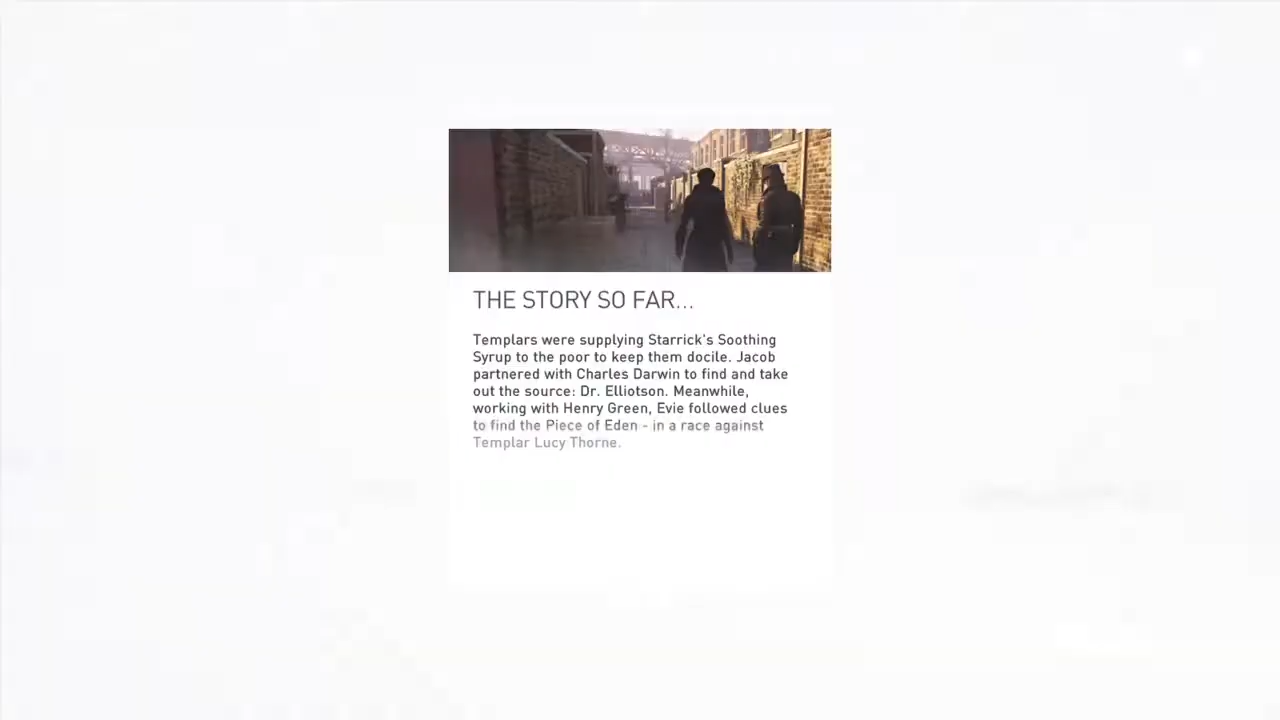 THE STORY SO FAR...
Templars were supplying Starrick's Soothing
Syrup to the poor to keep them docile. Jacob
partnered with Charles Darwin to find and take
out the source: Dr. Elliotson. Meanwhile,
working with Henry Green, Evie followed clues
to find the Piece of Eden - in a race against
Templar Lucy Thorne.